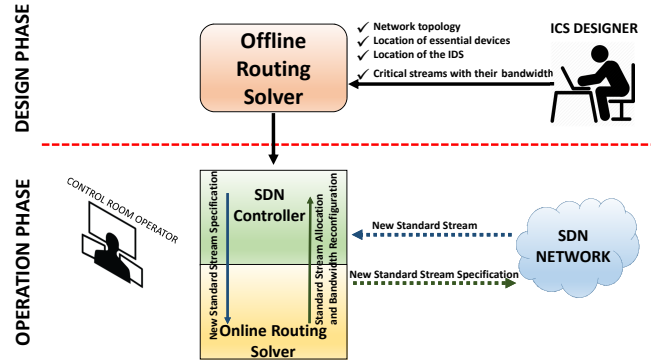 DESIGN PHASE
Offline
Routing
Solver
✓ Network topology
✓ Location of essential devices
✓ Location of the IDS
✓ Critical streams with their bandwidth
ICS DESIGNER
OPERATION PHASE
CONTROL ROOM OPERATOR
New Standard Stream Specification
SDN
Controller
Standard Stream Allocation
and Bandwidth Reconfiguration
Online Routing
Solver
New Standard Stream
New Standard Stream Specification
SDN
NETWORK